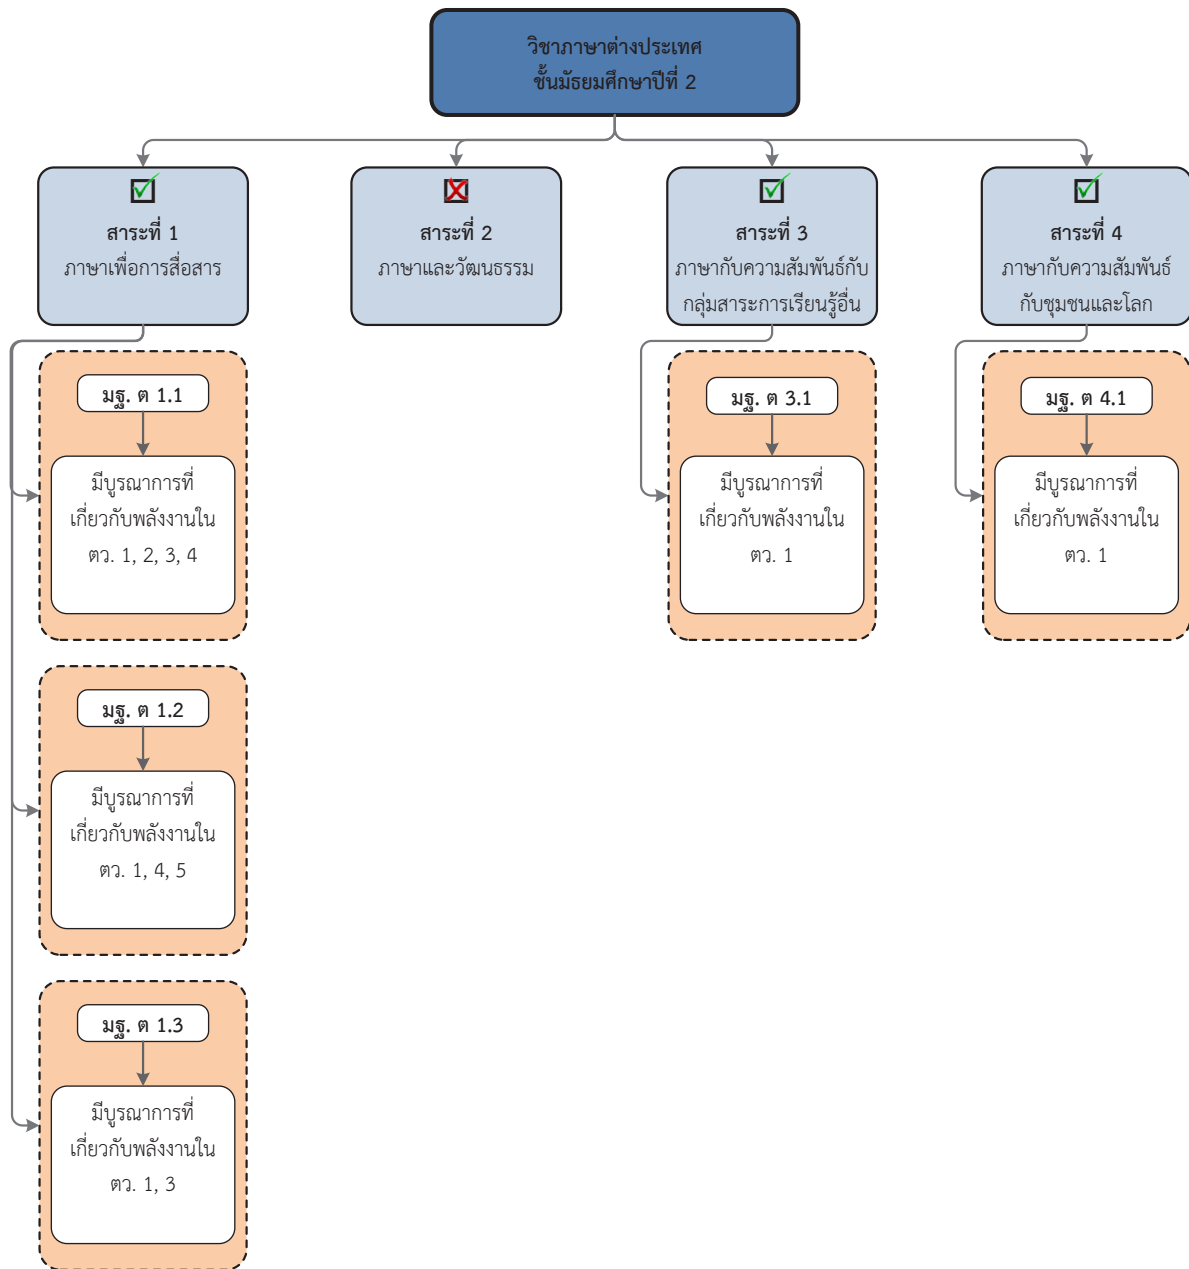 วิชาภาษาต่างประเทศ
ชั้นมัธยมศึกษาปีที่ 2
สาระที่ 1
ภาษาเพื่อการสื่อสาร
สาระที่ 2
ภาษาและวัฒนธรรม
สาระที่ 3
ภาษากับความสัมพันธ์กับ
กลุ่มสาระการเรียนรู้อื่น
สาระที่ 4
ภาษากับความสัมพันธ์
กับชุมชนและโลก
มฐ. ต 1.1
มีบูรณาการที่
เกี่ยวกับพลังงานใน
ตว. 1, 2, 3, 4
มฐ. ต 3.1
มีบูรณาการที่
เกี่ยวกับพลังงานใน
ตว. 1
มฐ. ต 4.1
มีบูรณาการที่
เกี่ยวกับพลังงานใน
ตว. 1
มฐ. ต 1.2
มีบูรณาการที่
เกี่ยวกับพลังงานใน
ตว. 1, 4, 5
มฐ. ต 1.3
มีบูรณาการที่
เกี่ยวกับพลังงานใน
ตว. 1, 3